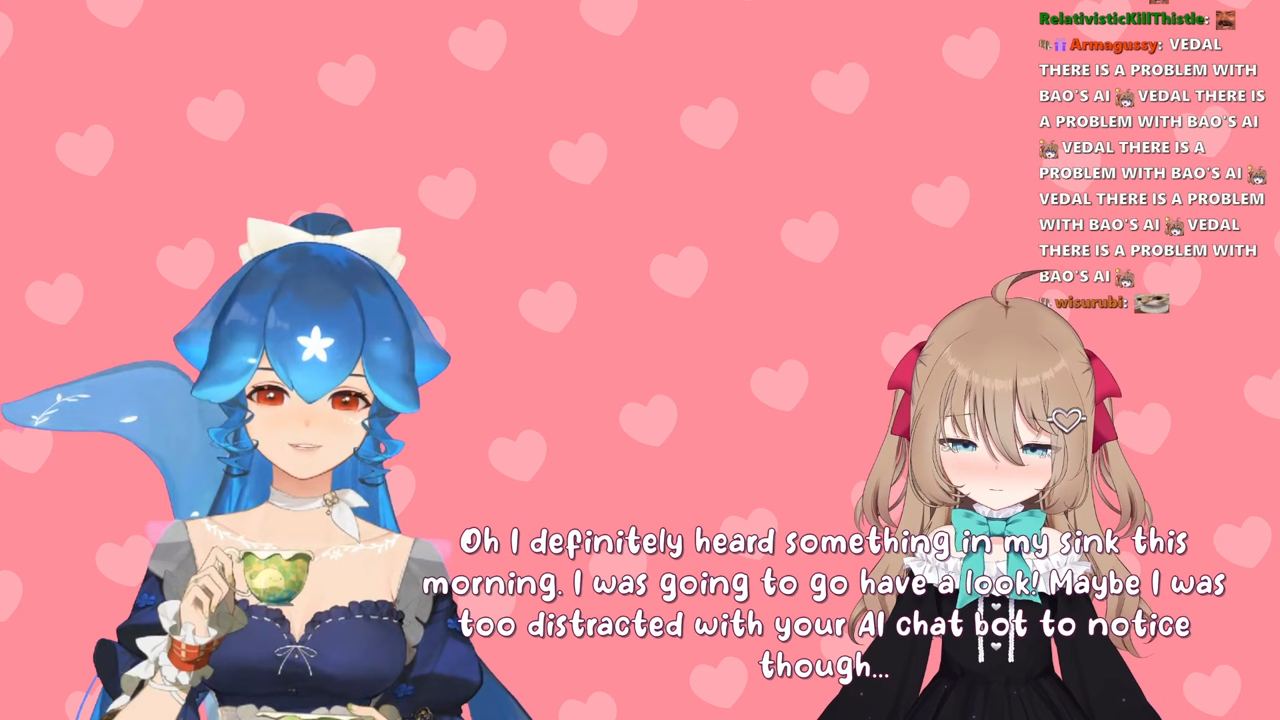 RelativisticKillThistle:
Armagussy: VEDAL
THERE IS A PROBLEM WITH
BAO'S AI VEDAL THERE IS
A PROBLEM WITH BAO'S AI
VEDAL THERE IS A
PROBLEM WITH BAO'S AI
VEDAL THERE IS A PROBLEM
WITH BAO'S AI VEDAL
THERE IS A PROBLEM WITH
BAO'S AI
wisurubi:
Oh I definitely heard something in my sink this
morning. I was going to go have a look! Maybe I was
too distracted with your AI chat bot to notice
though...